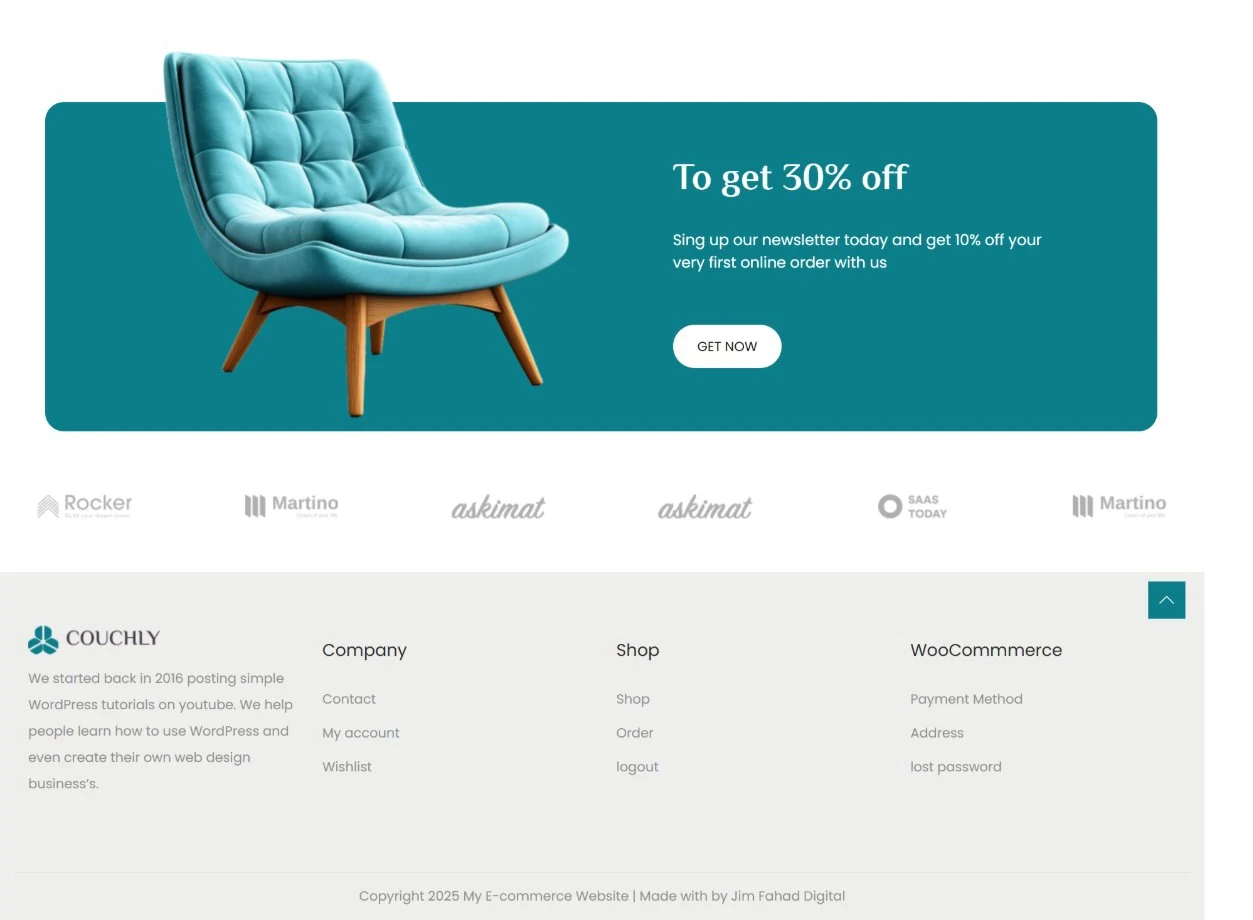 To get 30% off
Sing up our newsletter today and get 10% off your
very first online order with us
GET NOW
Rocker
Martino
askimat
askimat
SAAS
TODAY
Martino
COUCHLY
We started back in 2016 posting simple
WordPress tutorials on youtube. We help
people learn how to use WordPress and
even create their own web design
business's.
Company
Contact
My account
Wishlist
Shop
Shop
Order
logout
WooCommmerce
Payment Method
Address
lost password
Copyright 2025 My E-commerce Website | Made with by Jim Fahad Digital